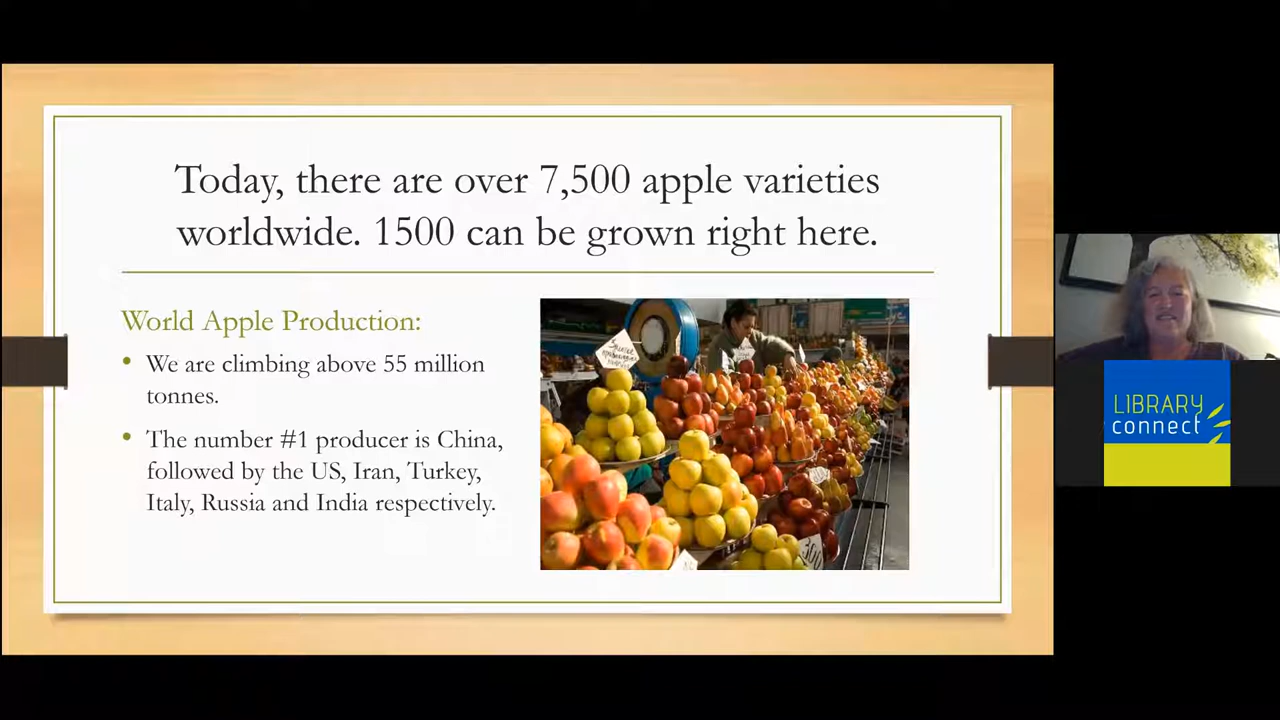 Today, there are over 7,500 apple varieties
worldwide. 1500 can be grown right here.
World Apple Production:
• We are climbing above 55 million
tonnes.
• The number #1 producer is China,
followed by the US, Iran, Turkey,
Italy, Russia and India respectively.
LIBRARY
connect